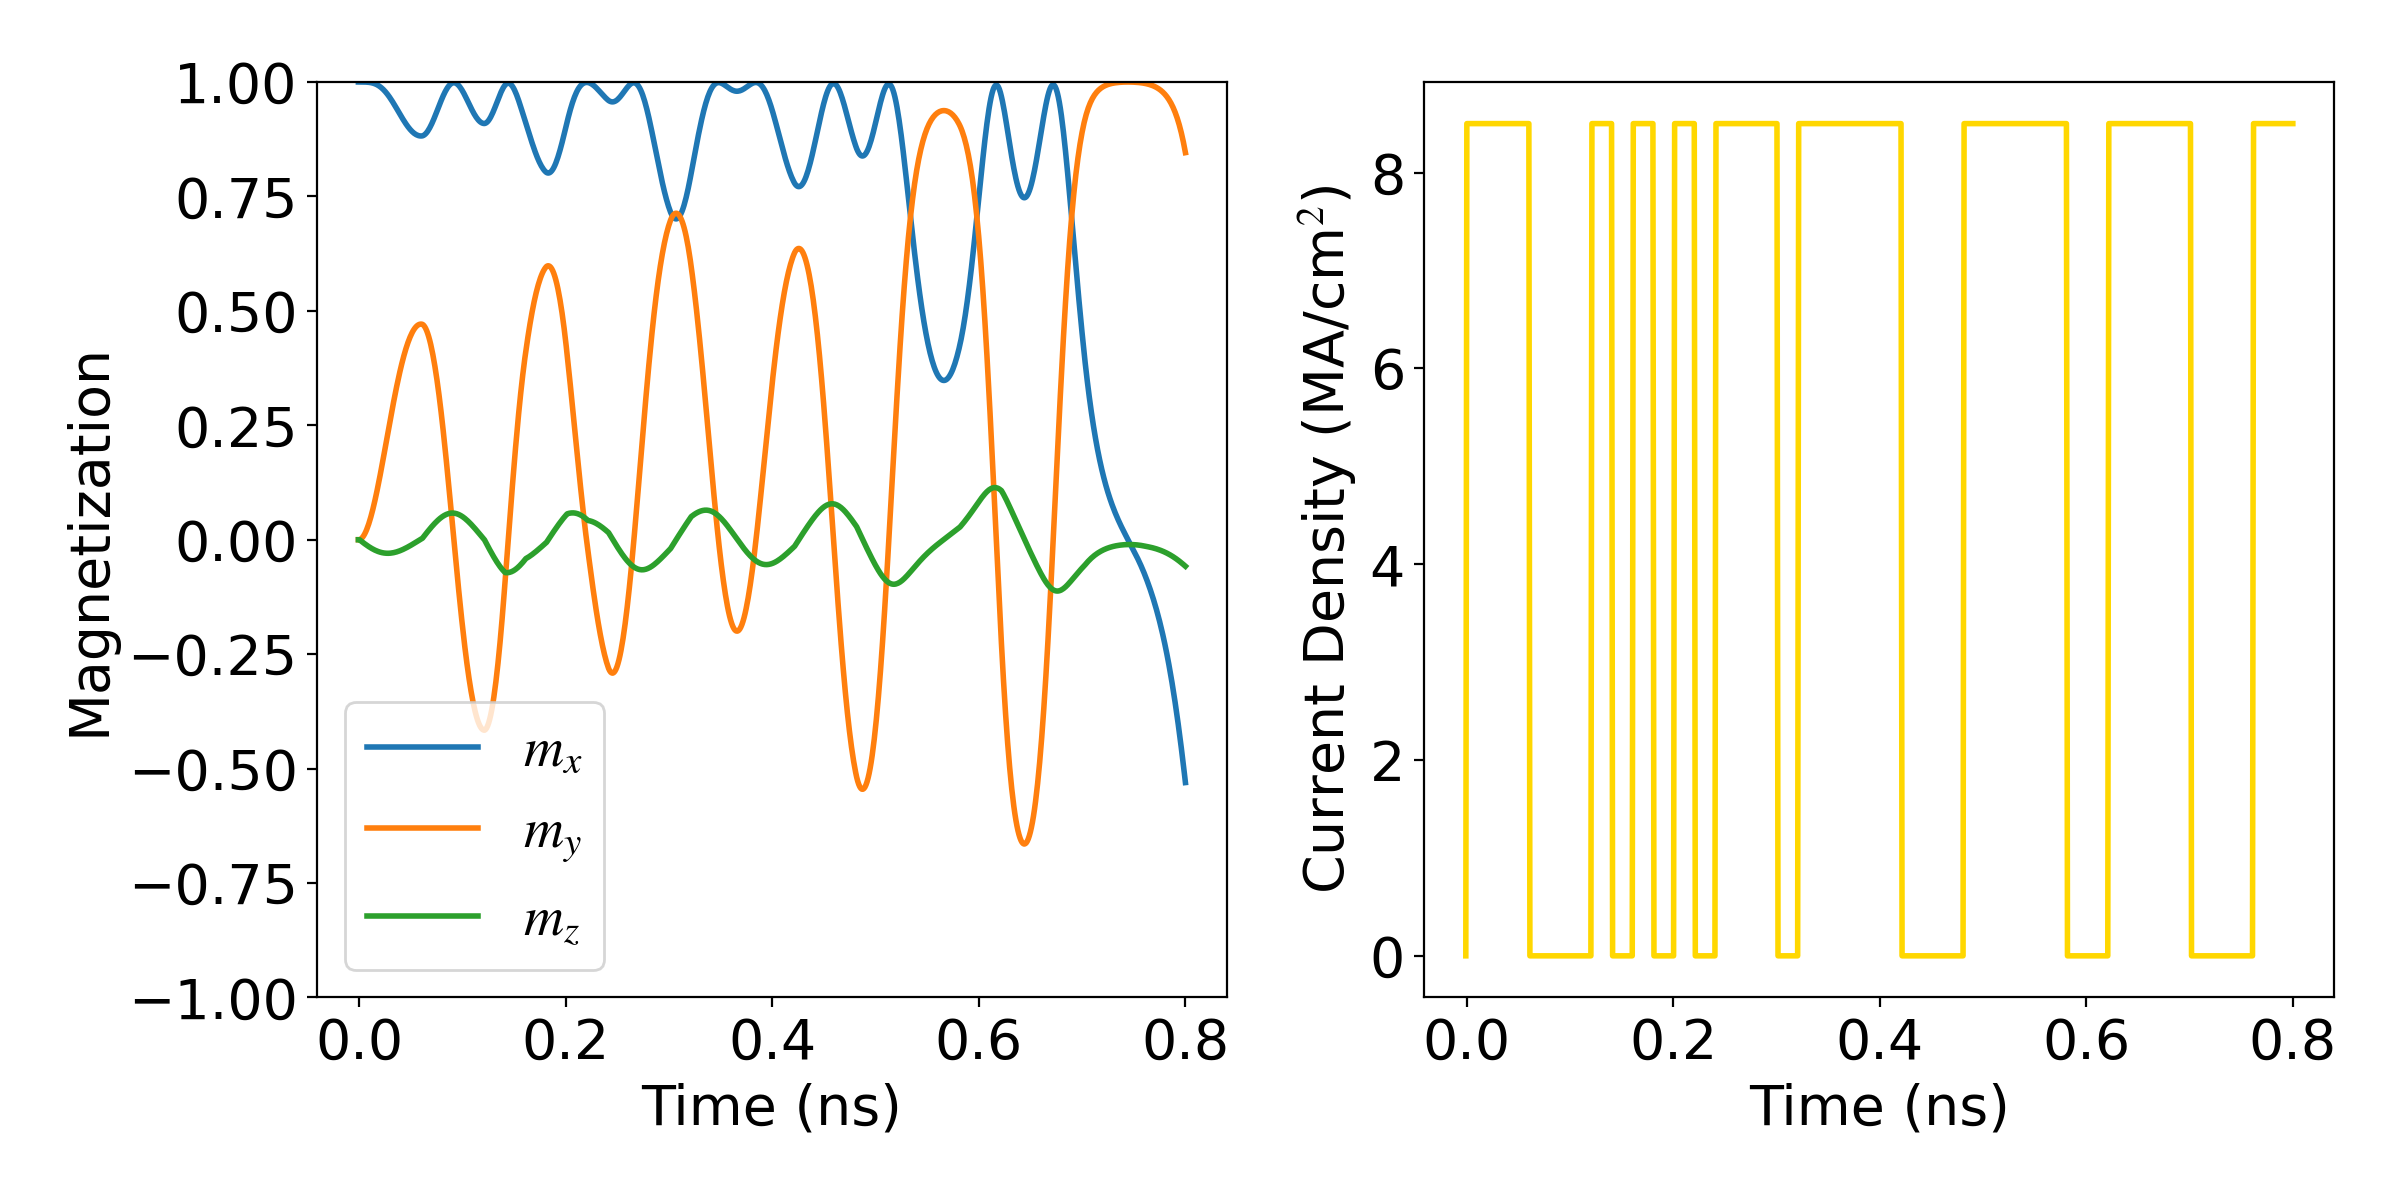 1.00
0.75
0.50
0.25
0.00
−0.25
−0.50
−0.75
−1.00
Magnetization
m_x
m_y
m_z
0.0 0.2 0.4 0.6 0.8
Time (ns)
8
6
4
2
0
Current Density (MA/cm²)
0.0 0.2 0.4 0.6 0.8
Time (ns)